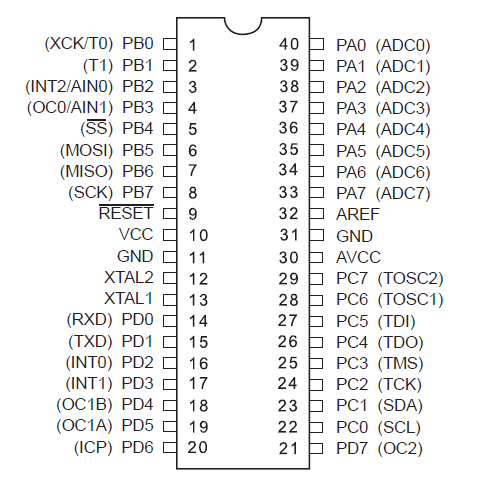 (XCK/T0) PB0 1 40 PA0 (ADC0)
(T1) PB1 2 39 PA1 (ADC1)
(INT2/AIN0) PB2 3 38 PA2 (ADC2)
(OC0/AIN1) PB3 4 37 PA3 (ADC3)
(S̅S̅) PB4 5 36 PA4 (ADC4)
(MOSI) PB5 6 35 PA5 (ADC5)
(MISO) PB6 7 34 PA6 (ADC6)
(SCK) PB7 8 33 PA7 (ADC7)
R̅E̅S̅E̅T̅ 9 32 AREF
VCC 10 31 GND
GND 11 30 AVCC
XTAL2 12 29 PC7 (TOSC2)
XTAL1 13 28 PC6 (TOSC1)
(RXD) PD0 14 27 PC5 (TDI)
(TXD) PD1 15 26 PC4 (TDO)
(INT0) PD2 16 25 PC3 (TMS)
(INT1) PD3 17 24 PC2 (TCK)
(OC1B) PD4 18 23 PC1 (SDA)
(OC1A) PD5 19 22 PC0 (SCL)
(ICP) PD6 20 21 PD7 (OC2)